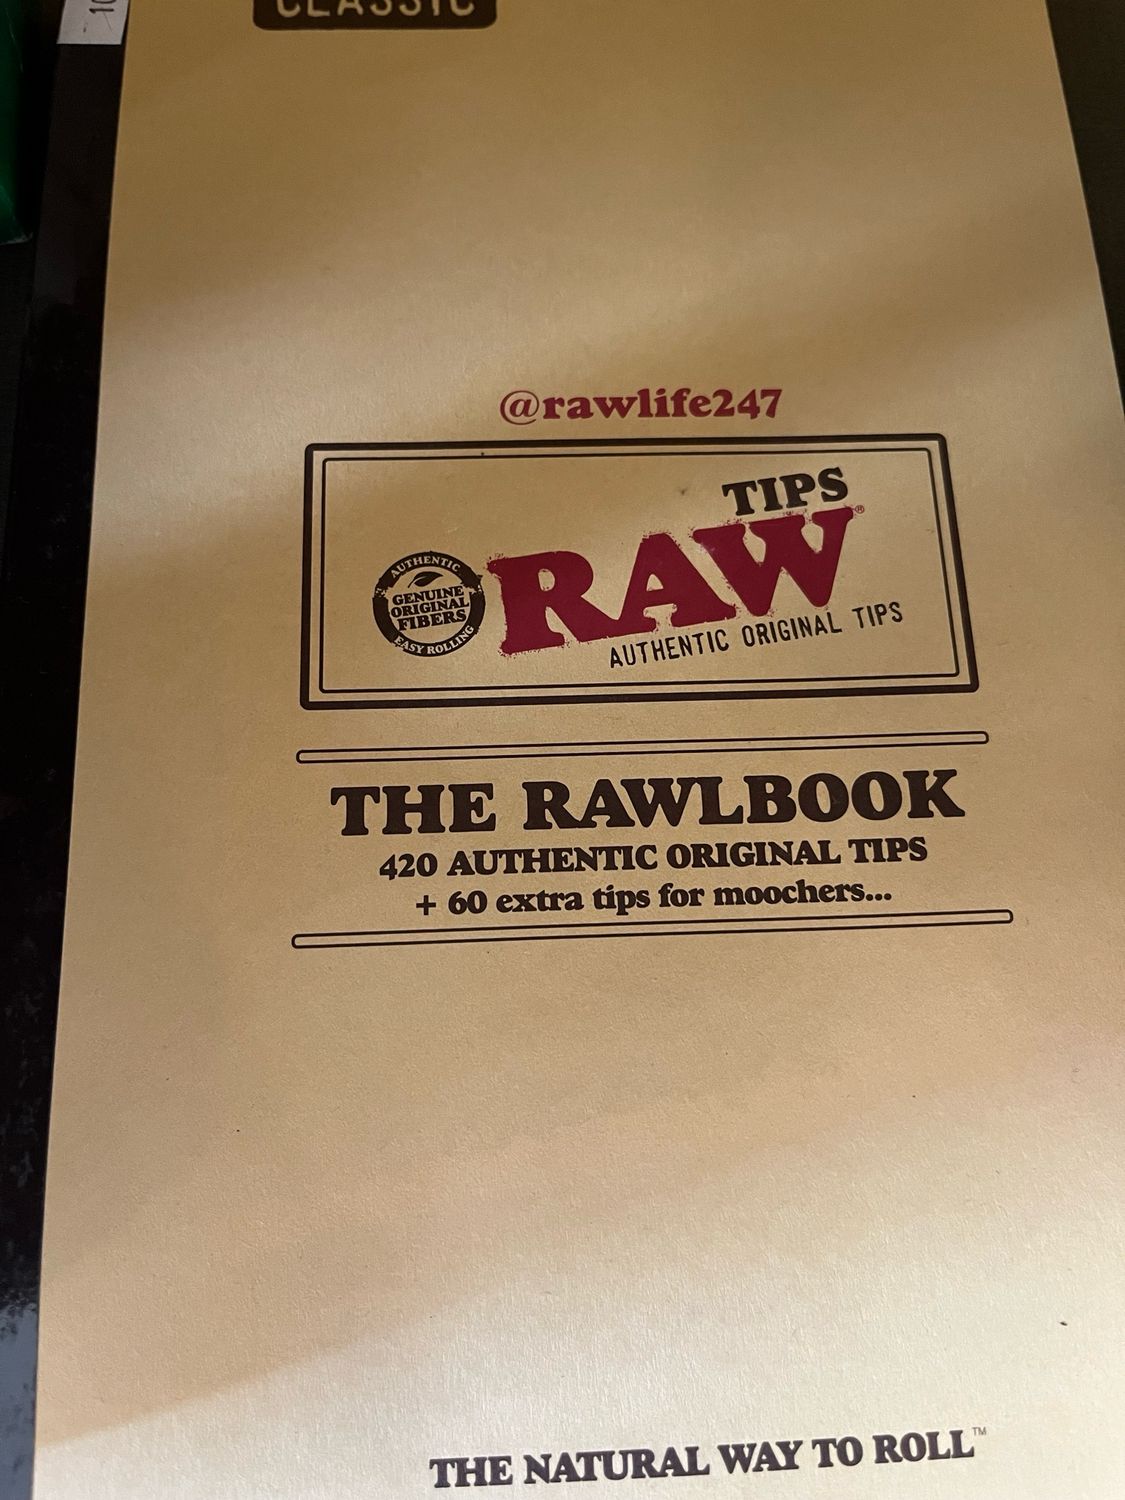 CLASSIC
@rawlife247
TIPS
RAW®
AUTHENTIC ORIGINAL TIPS
AUTHENTIC
GENUINE
ORIGINAL
FIBERS
EASY ROLLING
THE RAWLBOOK
420 AUTHENTIC ORIGINAL TIPS
+ 60 extra tips for moochers...
THE NATURAL WAY TO ROLL™